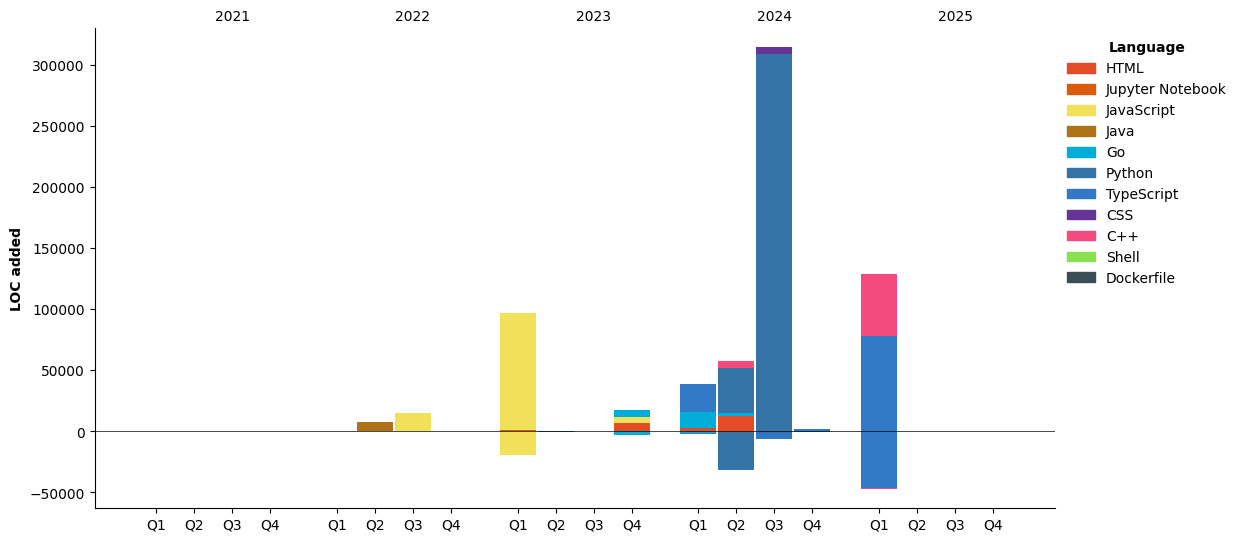 2021 2022 2023 2024 2025
LOC added
300000
250000
200000
150000
100000
50000
0
−50000
Q1 Q2 Q3 Q4 Q1 Q2 Q3 Q4 Q1 Q2 Q3 Q4 Q1 Q2 Q3 Q4 Q1 Q2 Q3 Q4
Language
HTML
Jupyter Notebook
JavaScript
Java
Go
Python
TypeScript
CSS
C++
Shell
Dockerfile